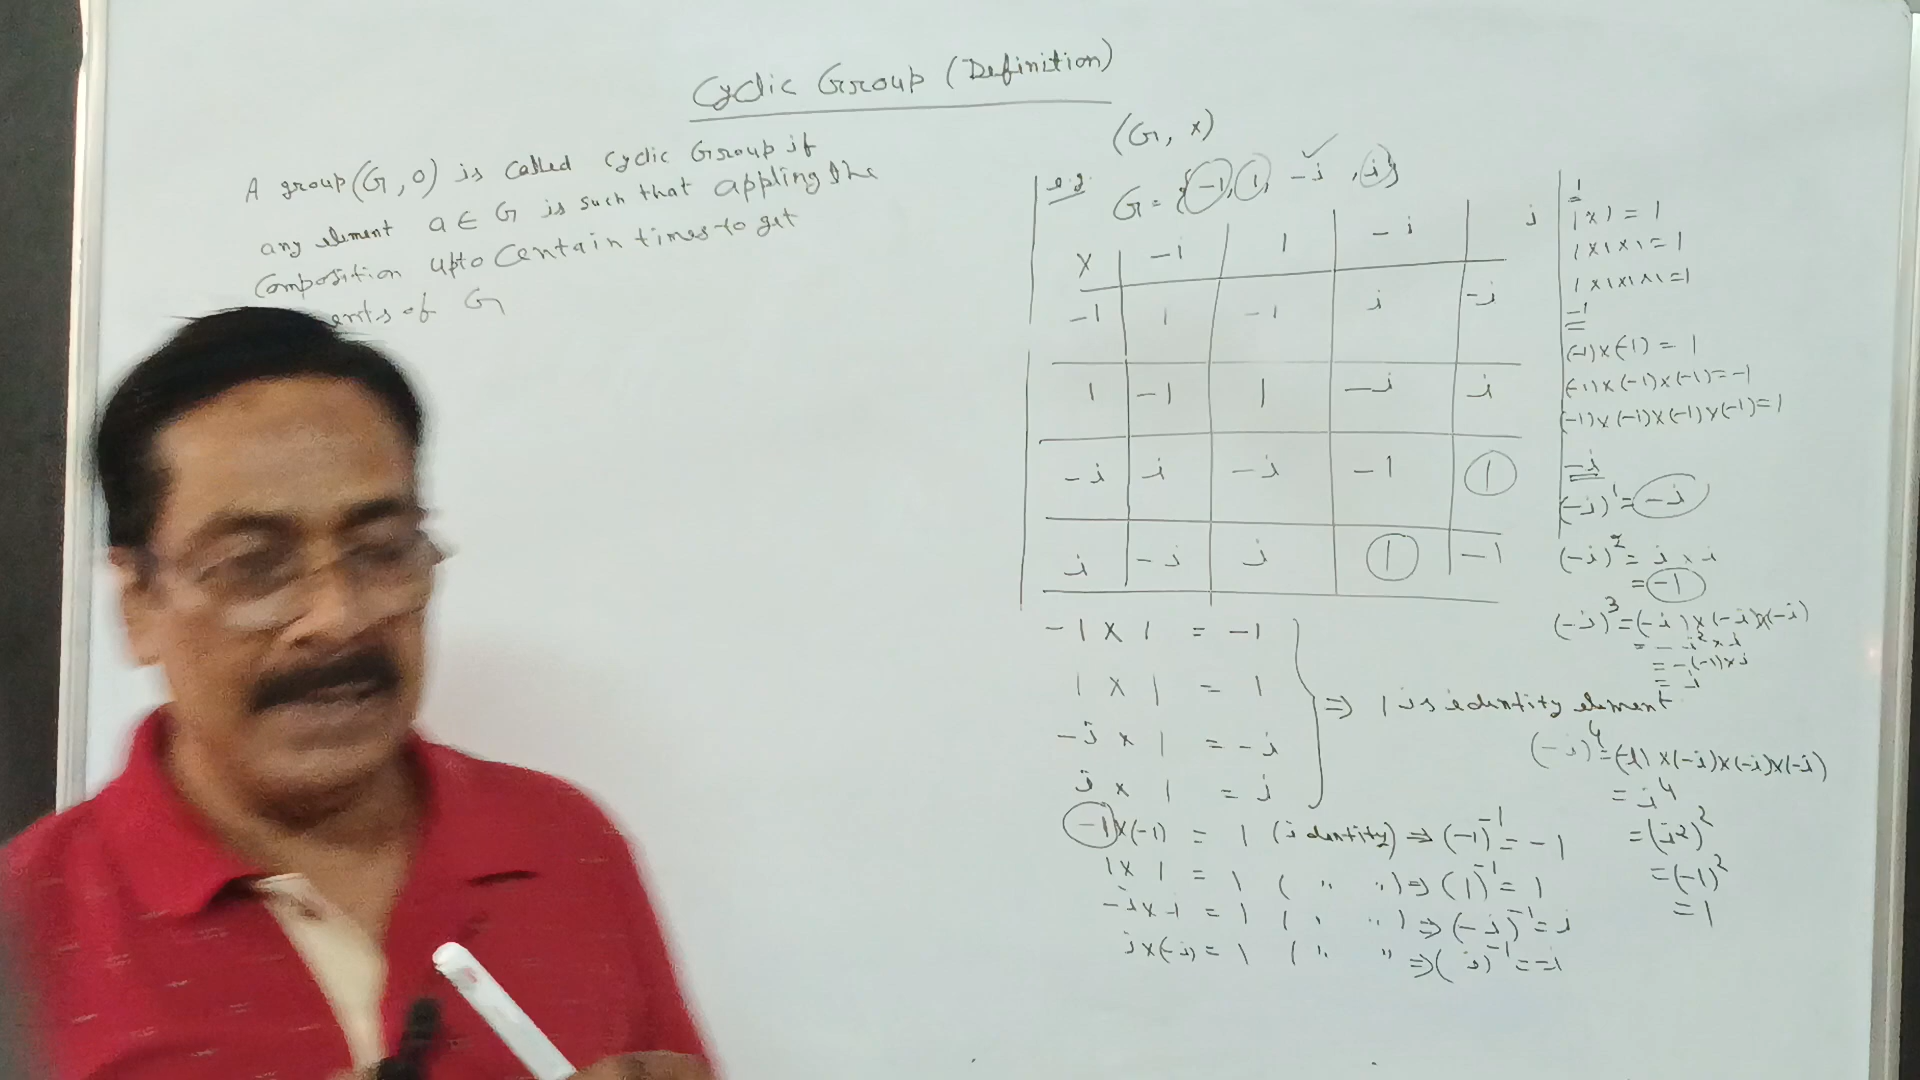 Cyclic Group (Definition)
A group (G, o) is called cyclic Group if
any element a ∈ G is such that appling the
Composition upto Centain times to get
ents of G
(G, x)
e.g. G = {-1, 1, -i, i}
x -1 1 -i i
-1 1 -1 i -i
1 -1 1 -i i
-i i -i -1 1
i -i i 1 -1
-1 x 1 = -1
1 x 1 = 1
-i x 1 = -i
i x 1 = i
⇒ 1 is identity element
-1 x (-1) = 1 (identity) ⇒ (-1)⁻¹ = -1
1 x 1 = 1 ( " " ) ⇒ (1)⁻¹ = 1
= 1 ( " " ) ⇒ (-i)⁻¹ = i
i x (-i) = 1 ( " " ⇒ (i)⁻¹ =
1
1 x 1 = 1
1 x 1 x 1 = 1
1 x 1 x 1 x 1 = 1
-1
(-1) x (-1) = 1
(-1) x (-1) x (-1) = -1
(-1) x (-1) x (-1) x (-1) = 1
-i
(-i)¹ = -i
(-i)² = i x i
= -1
(-i)³ = (-i) x (-i) x (-i)
= - i² x i
= -(-1) x i
= i
(-i)⁴ = (-i) x (-i) x (-i) x (-i)
= i⁴
= (i²)²
= (-1)²
= 1